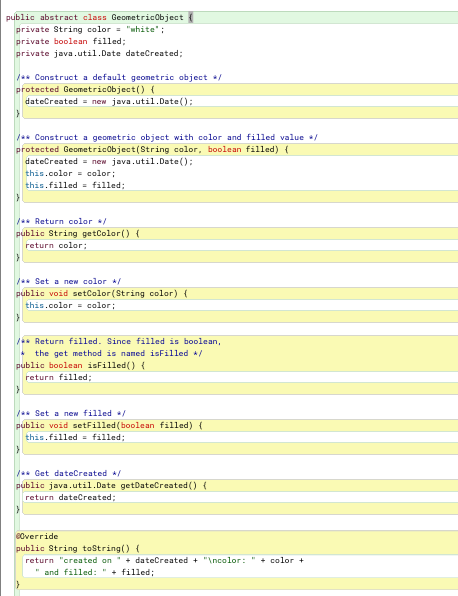 public abstract class GeometricObject {
private String color = "white";
private boolean filled;
private java.util.Date dateCreated;
/** Construct a default geometric object */
protected GeometricObject() {
dateCreated = new java.util.Date();
}
/** Construct a geometric object with color and filled value */
protected GeometricObject(String color, boolean filled) {
dateCreated = new java.util.Date();
this.color = color;
this.filled = filled;
}
/** Return color */
public String getColor() {
return color;
}
/** Set a new color */
public void setColor(String color) {
this.color = color;
}
/** Return filled. Since filled is boolean,
* the get method is named isFilled */
public boolean isFilled() {
return filled;
}
/** Set a new filled */
public void setFilled(boolean filled) {
this.filled = filled;
}
/** Get dateCreated */
public java.util.Date getDateCreated() {
return dateCreated;
}
@Override
public String toString() {
return "created on " + dateCreated + "\ncolor: " + color +
" and filled: " + filled;
}